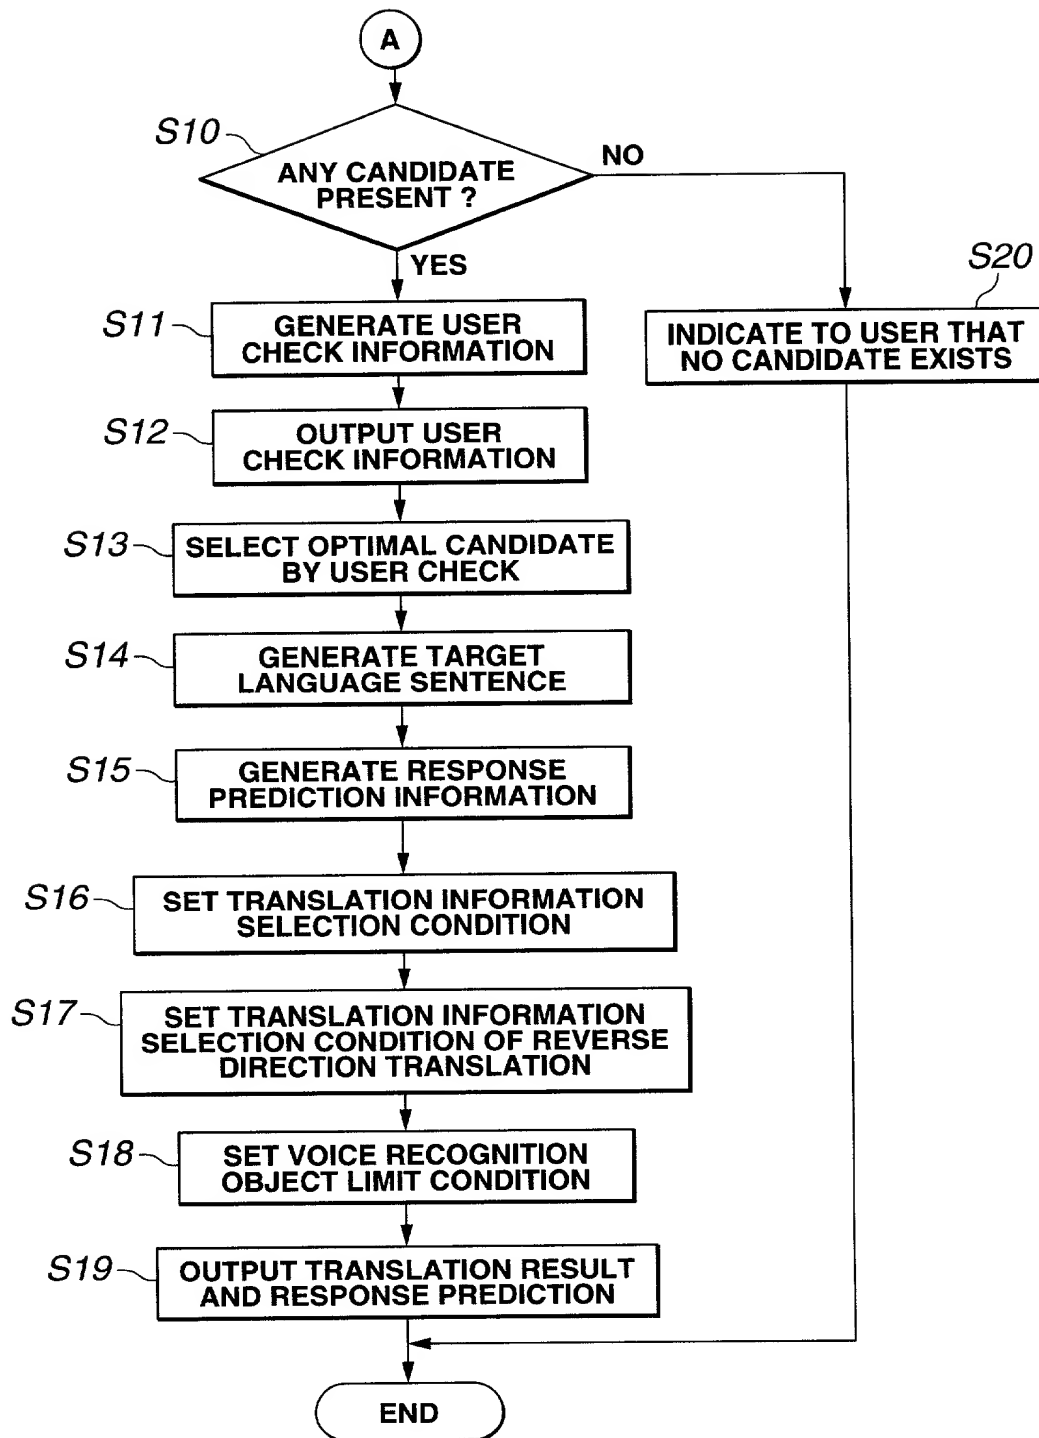 A
S10
ANY CANDIDATE
PRESENT ?
NO
YES
S20
S11
GENERATE USER
CHECK INFORMATION
INDICATE TO USER THAT
NO CANDIDATE EXISTS
S12
OUTPUT USER
CHECK INFORMATION
S13
SELECT OPTIMAL CANDIDATE
BY USER CHECK
S14
GENERATE TARGET
LANGUAGE SENTENCE
S15
GENERATE RESPONSE
PREDICTION INFORMATION
S16
SET TRANSLATION INFORMATION
SELECTION CONDITION
S17
SET TRANSLATION INFORMATION
SELECTION CONDITION OF REVERSE
DIRECTION TRANSLATION
S18
SET VOICE RECOGNITION
OBJECT LIMIT CONDITION
S19
OUTPUT TRANSLATION RESULT
AND RESPONSE PREDICTION
END